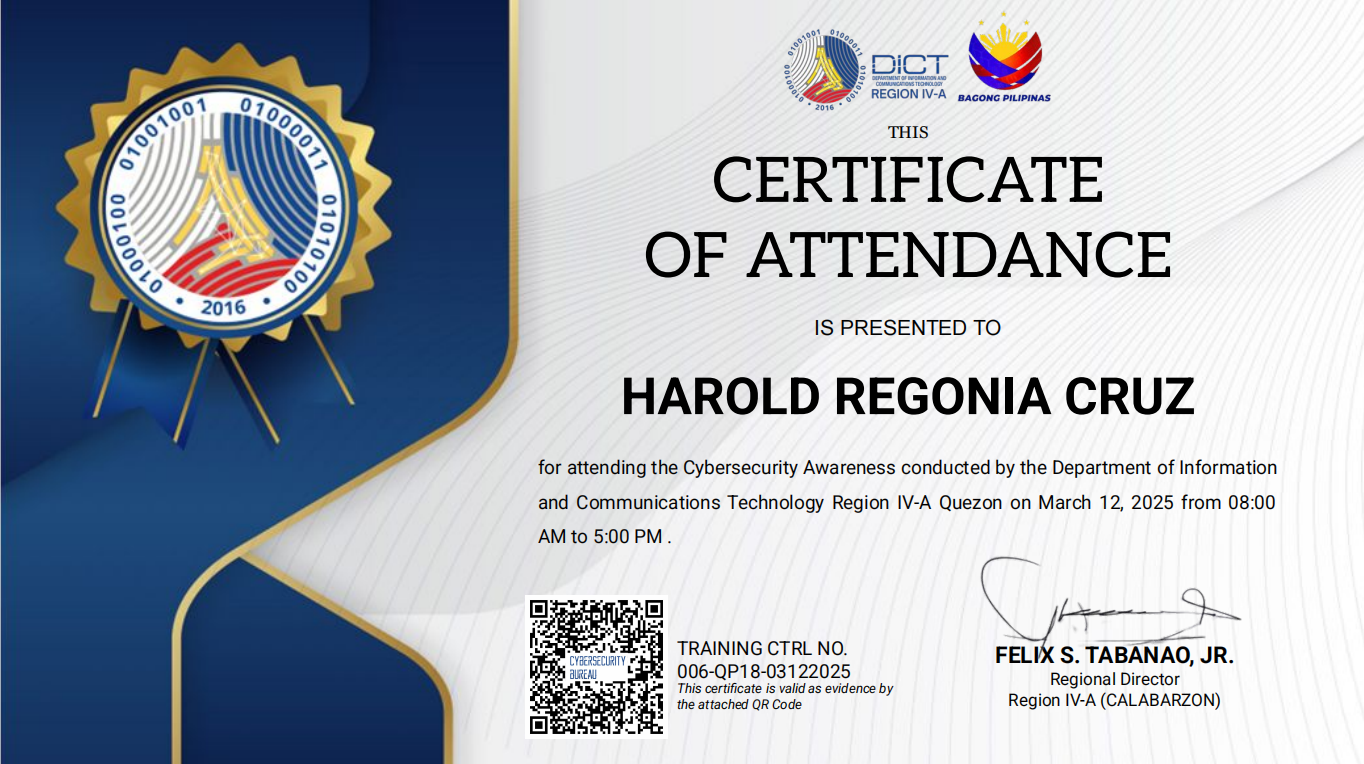 01001001 01000011 0101000 2016 01000100
DICT
DEPARTMENT OF INFORMATION AND
COMMUNICATIONS TECHNOLOGY
REGION IV-A
BAGONG PILIPINAS
THIS
CERTIFICATE
OF ATTENDANCE
IS PRESENTED TO
HAROLD REGONIA CRUZ
for attending the Cybersecurity Awareness conducted by the Department of Information
and Communications Technology Region IV-A Quezon on March 12, 2025 from 08:00
AM to 5:00 PM .
CYBERSECURITY
BUREAU
TRAINING CTRL NO.
006-QP18-03122025
This certificate is valid as evidence by
the attached QR Code
FELIX S. TABANAO, JR.
Regional Director
Region IV-A (CALABARZON)
01001001 01000011 01010100 2016 01000100